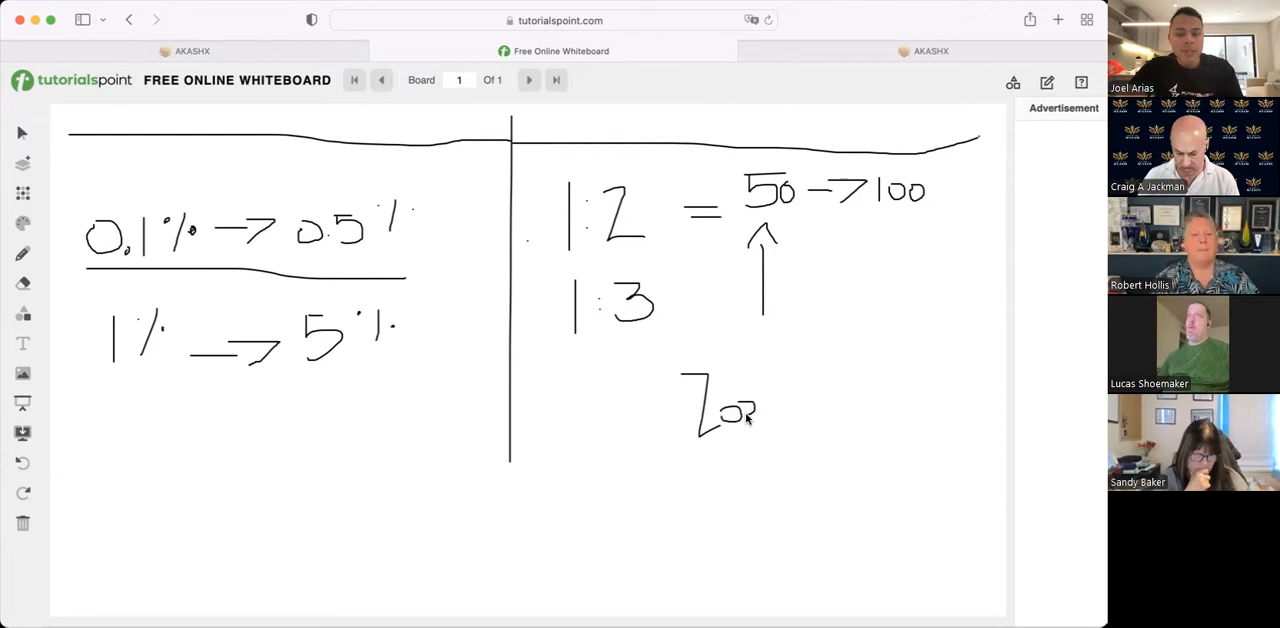 tutorialspoint.com
AKASHX
Free Online Whiteboard
AKASHX
tutorialspoint
FREE ONLINE WHITEBOARD
Board 1 Of 1
Advertisement
0.1% → 0.5%
1% → 5%
1:2 = 50 → 100
1:3
Joel Arias
Craig A Jackman
Robert Hollis
Lucas Shoemaker
Sandy Baker